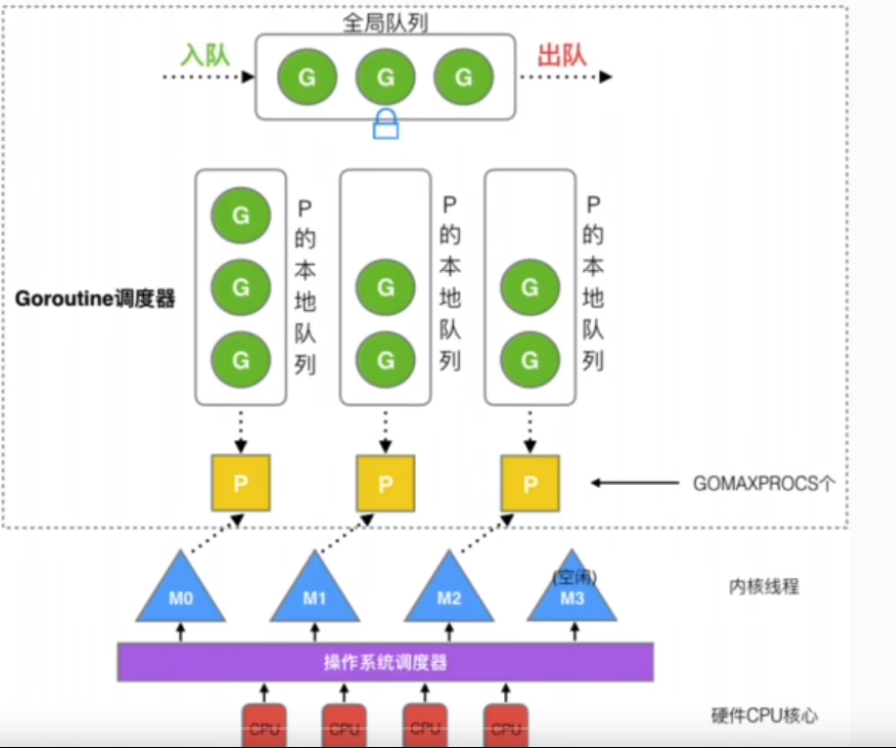 全局队列
入队
出队
G G G
G
G G G
G G G
P的本地队列
P的本地队列
P的本地队列
Goroutine调度器
P P P
GOMAXPROCS个
(空闲)
M0 M1 M2 M3
内核线程
操作系统调度器
CPU CPU CPU CPU
硬件CPU核心